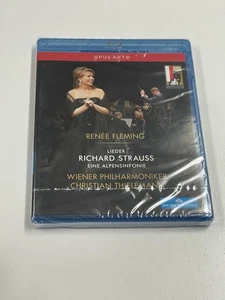 OPUS ARTE
RENÉE FLEMING
LIEDER
RICHARD STRAUSS
EINE ALPENSINFONIE
WIENER PHILHARMONIKER
CHRISTIAN THIELEMANN